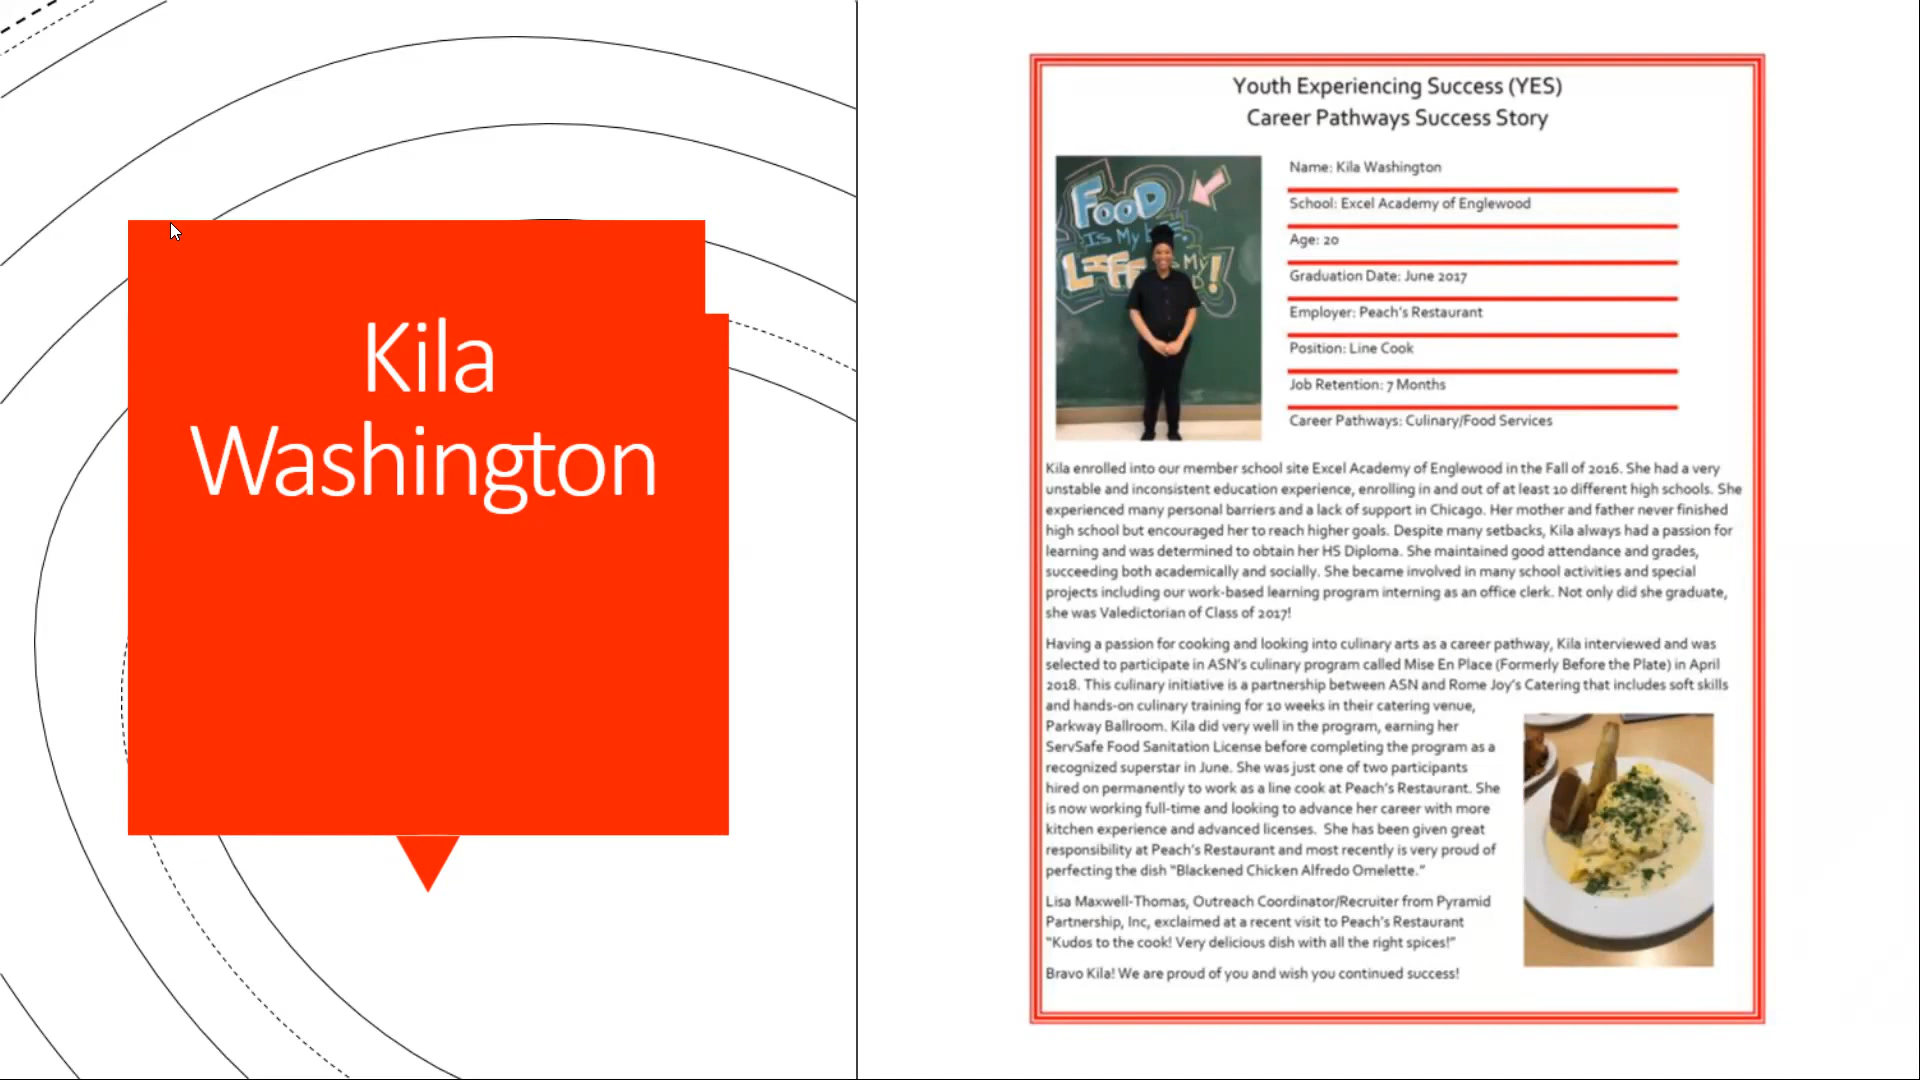 Kila
Washington
Youth Experiencing Success (YES)
Career Pathways Success Story
FOOD
IS MY LIFE,
LIFE IS MY
!
Name: Kila Washington
School: Excel Academy of Englewood
Age: 20
Graduation Date: June 2017
Employer: Peach's Restaurant
Position: Line Cook
Job Retention: 7 Months
Career Pathways: Culinary/Food Services
Kila enrolled into our member school site Excel Academy of Englewood in the Fall of 2016. She had a very
unstable and inconsistent education experience, enrolling in and out of at least 10 different high schools. She
experienced many personal barriers and a lack of support in Chicago. Her mother and father never finished
high school but encouraged her to reach higher goals. Despite many setbacks, Kila always had a passion for
learning and was determined to obtain her HS Diploma. She maintained good attendance and grades,
succeeding both academically and socially. She became involved in many school activities and special
projects including our work-based learning program interning as an office clerk. Not only did she graduate,
she was Valedictorian of Class of 2017!
Having a passion for cooking and looking into culinary arts as a career pathway, Kila interviewed and was
selected to participate in ASN's culinary program called Mise En Place (Formerly Before the Plate) in April
2018. This culinary initiative is a partnership between ASN and Rome Joy's Catering that includes soft skills
and hands-on culinary training for 10 weeks in their catering venue,
Parkway Ballroom. Kila did very well in the program, earning her
ServSafe Food Sanitation License before completing the program as a
recognized superstar in June. She was just one of two participants
hired on permanently to work as a line cook at Peach's Restaurant. She
is now working full-time and looking to advance her career with more
kitchen experience and advanced licenses. She has been given great
responsibility at Peach's Restaurant and most recently is very proud of
perfecting the dish "Blackened Chicken Alfredo Omelette."
Lisa Maxwell-Thomas, Outreach Coordinator/Recruiter from Pyramid
Partnership, Inc, exclaimed at a recent visit to Peach's Restaurant
"Kudos to the cook! Very delicious dish with all the right spices!"
Bravo Kila! We are proud of you and wish you continued success!